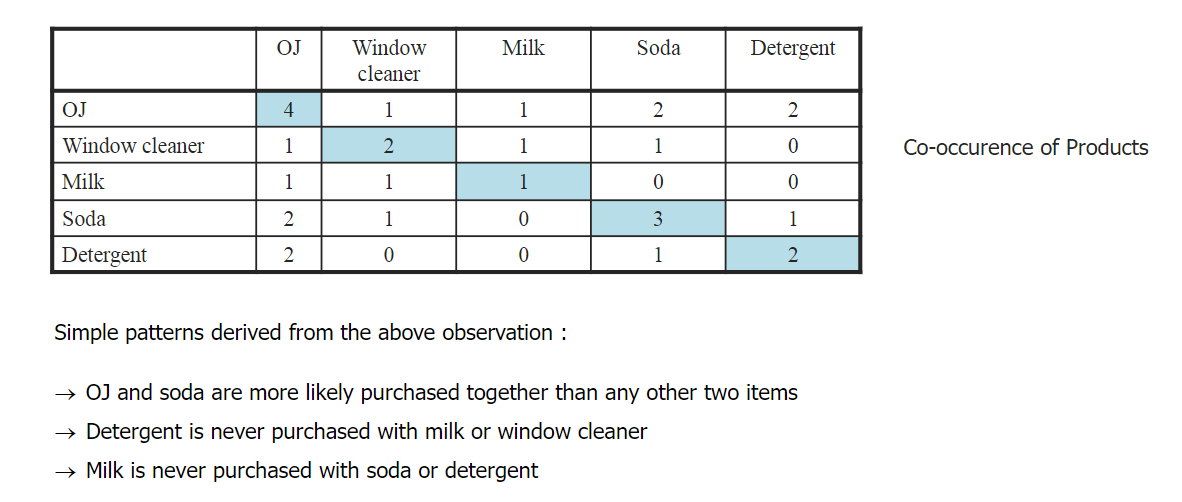 OJ Window cleaner Milk Soda Detergent
OJ 4 1 1 2 2
Window cleaner 1 2 1 1 0
Milk 1 1 1 0 0
Soda 2 1 0 3 1
Detergent 2 0 0 1 2
Co-occurence of Products
Simple patterns derived from the above observation :
→ OJ and soda are more likely purchased together than any other two items
→ Detergent is never purchased with milk or window cleaner
→ Milk is never purchased with soda or detergent